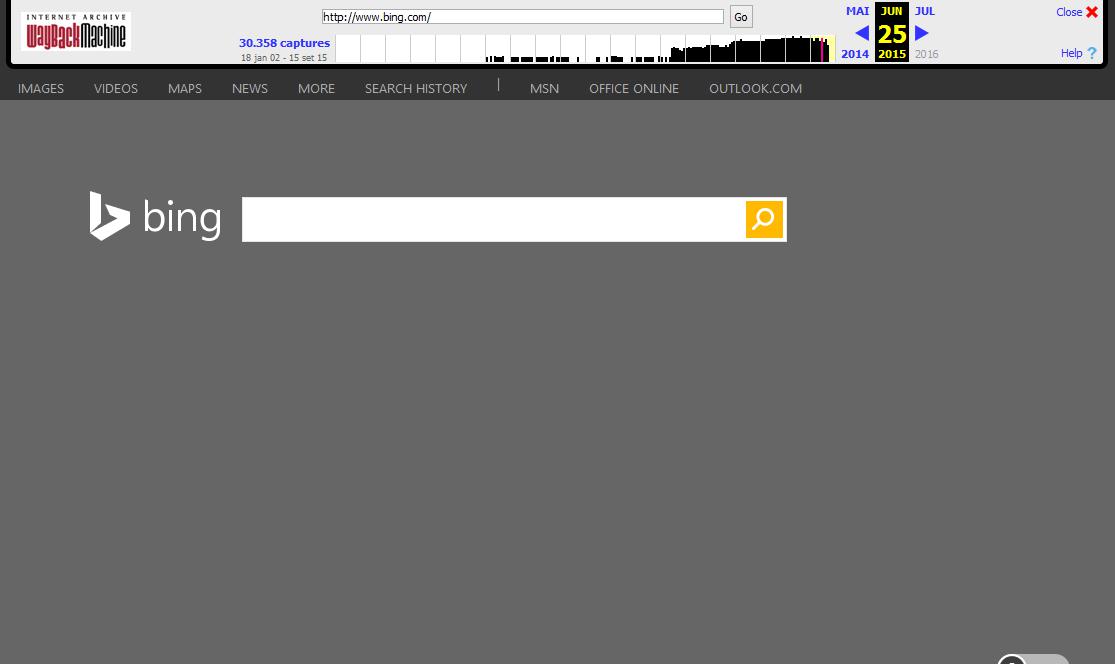 INTERNET ARCHIVE
WayBackMachine
http://www.bing.com/
Go
30.358 captures
18 jan 02 - 15 set 15
MAI JUN JUL
25
2014 2015 2016
Close
Help ?
IMAGES VIDEOS MAPS NEWS MORE SEARCH HISTORY | MSN OFFICE ONLINE OUTLOOK.COM
bing